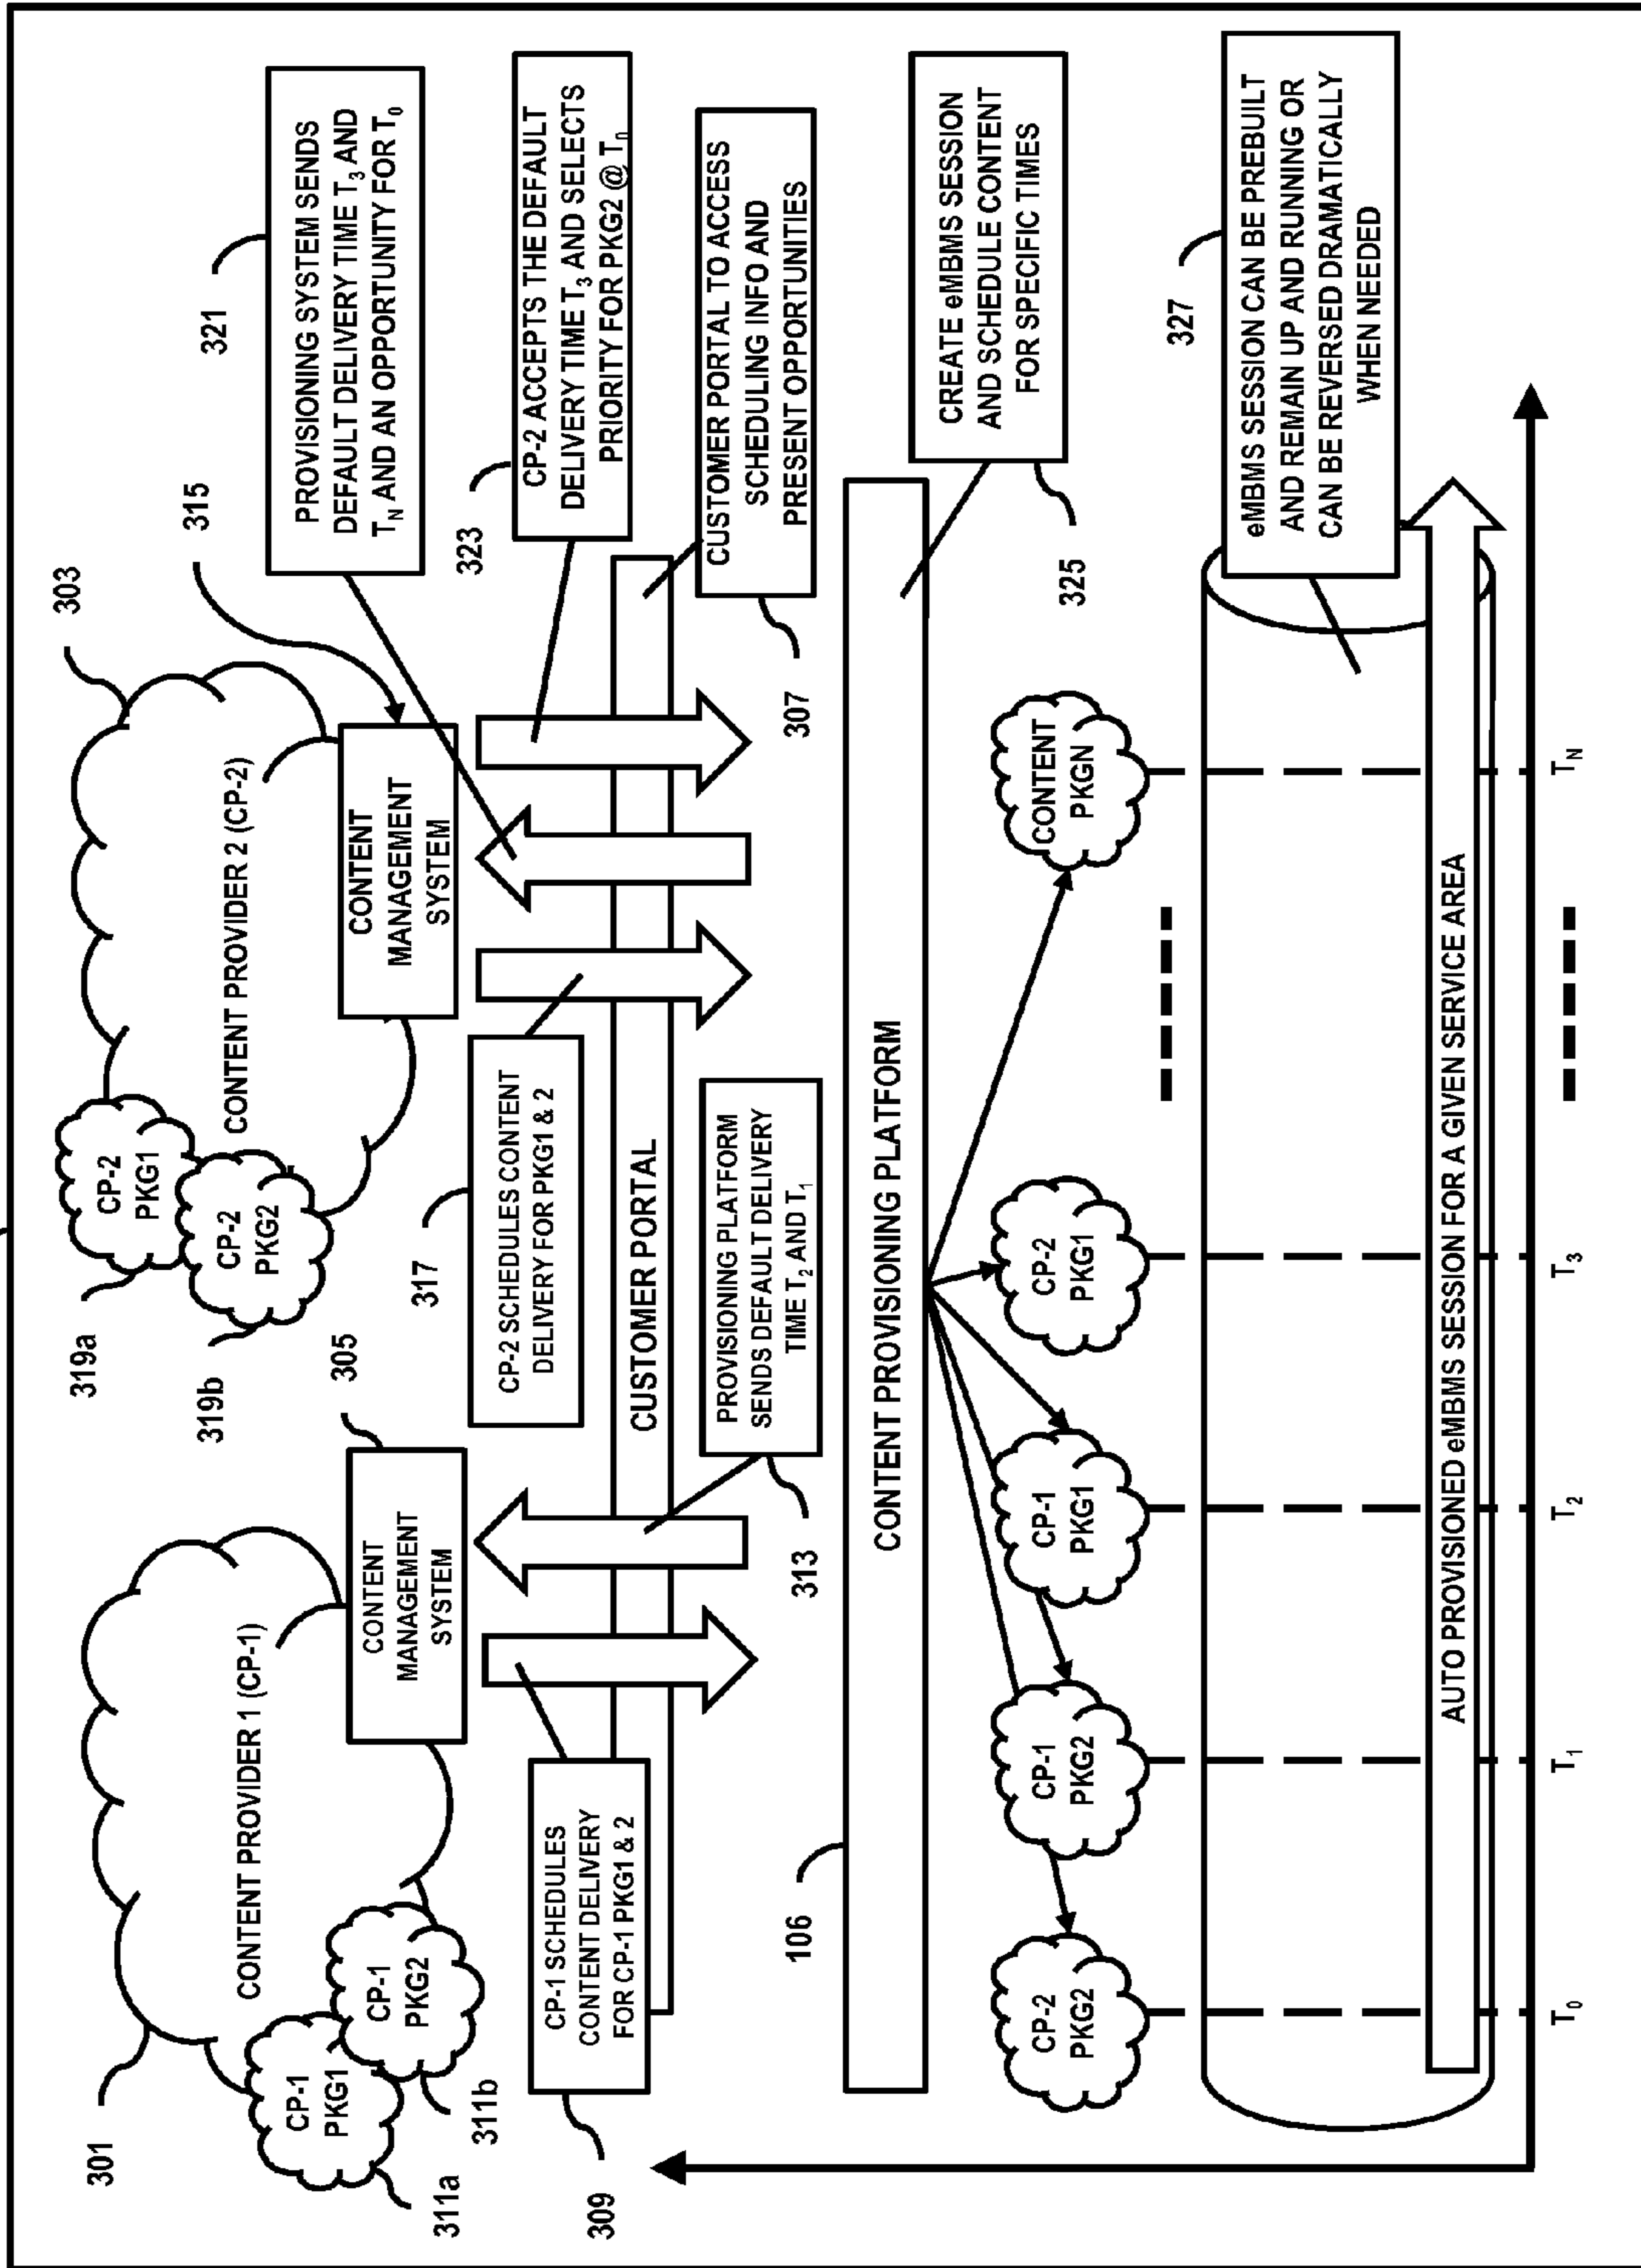 301
CONTENT PROVIDER 1 (CP-1)
CP-1
PKG1
CP-1
PKG2
311a
311b
CONTENT
MANAGEMENT
SYSTEM
305
319a
319b
CP-2
PKG1
CP-2
PKG2
CONTENT PROVIDER 2 (CP-2)
303
CONTENT
MANAGEMENT
SYSTEM
315
321
PROVISIONING SYSTEM SENDS
DEFAULT DELIVERY TIME T3 AND
TN AND AN OPPORTUNITY FOR T0
309
CP-1 SCHEDULES
CONTENT DELIVERY
FOR CP-1 PKG1 & 2
317
CP-2 SCHEDULES CONTENT
DELIVERY FOR PKG1 & 2
323
CP-2 ACCEPTS THE DEFAULT
DELIVERY TIME T3 AND SELECTS
PRIORITY FOR PKG2 @ T0
CUSTOMER PORTAL
313
PROVISIONING PLATFORM
SENDS DEFAULT DELIVERY
TIME T2 AND T1
307
CUSTOMER PORTAL TO ACCESS
SCHEDULING INFO AND
PRESENT OPPORTUNITIES
106
CONTENT PROVISIONING PLATFORM
CREATE eMBMS SESSION
AND SCHEDULE CONTENT
FOR SPECIFIC TIMES
325
CP-2
PKG2
CP-1
PKG2
CP-1
PKG1
CP-2
PKG1
CONTENT
PKGN
327
eMBMS SESSION CAN BE PREBUILT
AND REMAIN UP AND RUNNING OR
CAN BE REVERSED DRAMATICALLY
WHEN NEEDED
AUTO PROVISIONED eMBMS SESSION FOR A GIVEN SERVICE AREA
T0
T1
T2
T3
TN